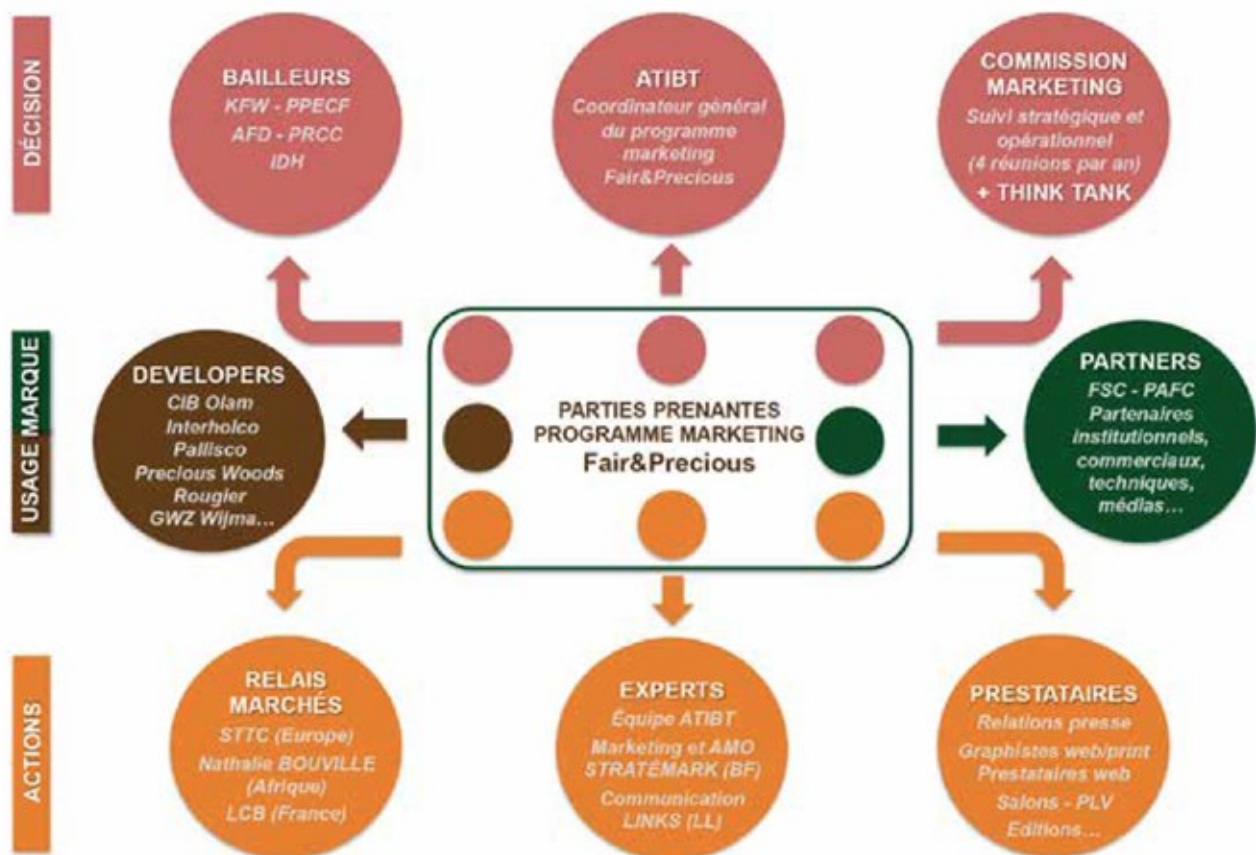 DÉCISION
BAILLEURS
KFW - PPECF
AFD - PRCC
IDH
ATIBT
Coordinateur général
du programme
marketing
Fair&Precious
COMMISSION
MARKETING
Suivi stratégique et
opérationnel
(4 réunions par an)
+ THINK TANK
USAGE MARQUE
DEVELOPERS
CIB Olam
Interholco
Pallisco
Precious Woods
Rougier
GWZ Wijma...
PARTIES PRENANTES
PROGRAMME MARKETING
Fair&Precious
PARTNERS
FSC - PAFC
Partenaires
institutionnels,
commerciaux,
techniques,
médias...
ACTIONS
RELAIS
MARCHÉS
STTC (Europe)
Nathalie BOUVILLE
(Afrique)
LCB (France)
EXPERTS
Équipe ATIBT
Marketing et AMO
STRATÉMARK (BF)
Communication
LINKS (LL)
PRESTATAIRES
Relations presse
Graphistes web/print
Prestataires web
Salons - PLV
Editions...